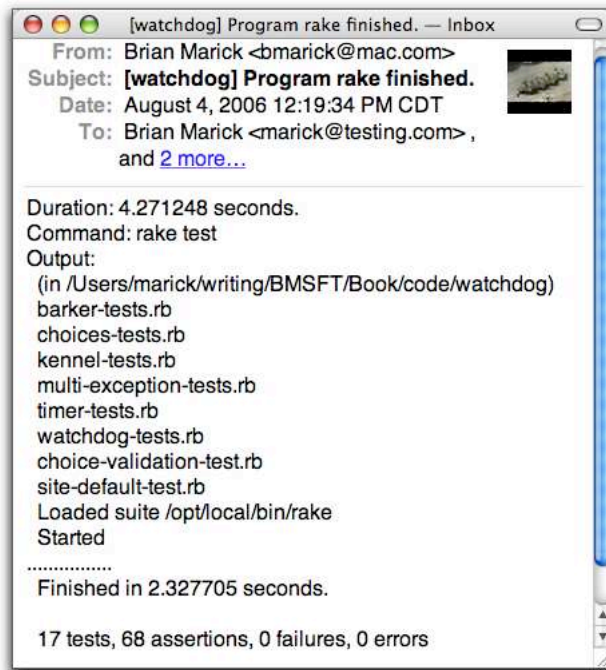 [watchdog] Program rake finished. — Inbox
From: Brian Marick <bmarick@mac.com>
Subject: [watchdog] Program rake finished.
Date: August 4, 2006 12:19:34 PM CDT
To: Brian Marick <marick@testing.com> ,
and 2 more...
Duration: 4.271248 seconds.
Command: rake test
Output:
(in /Users/marick/writing/BMSFT/Book/code/watchdog)
barker-tests.rb
choices-tests.rb
kennel-tests.rb
multi-exception-tests.rb
timer-tests.rb
watchdog-tests.rb
choice-validation-test.rb
site-default-test.rb
Loaded suite /opt/local/bin/rake
Started
.................
Finished in 2.327705 seconds.
17 tests, 68 assertions, 0 failures, 0 errors